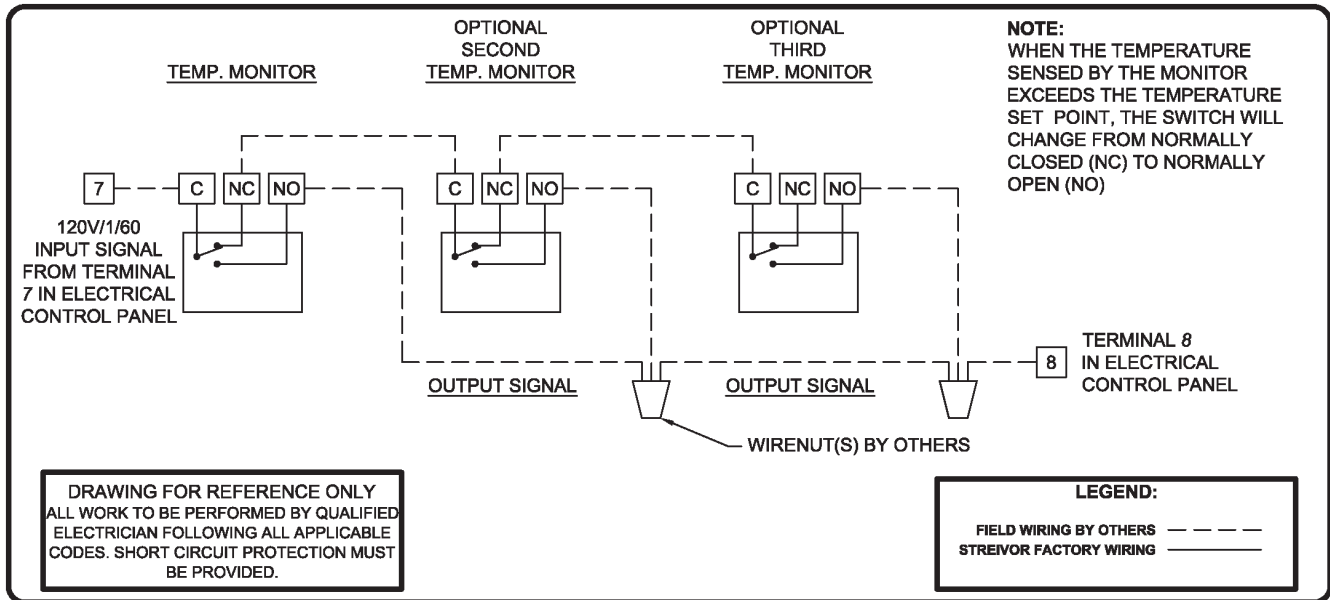 TEMP. MONITOR
OPTIONAL
SECOND
TEMP. MONITOR
OPTIONAL
THIRD
TEMP. MONITOR
NOTE:
WHEN THE TEMPERATURE
SENSED BY THE MONITOR
EXCEEDS THE TEMPERATURE
SET POINT, THE SWITCH WILL
CHANGE FROM NORMALLY
CLOSED (NC) TO NORMALLY
OPEN (NO)
7 C NC NO C NC NO C NC NO
120V/1/60
INPUT SIGNAL
FROM TERMINAL
7 IN ELECTRICAL
CONTROL PANEL
OUTPUT SIGNAL
OUTPUT SIGNAL
8
TERMINAL 8
IN ELECTRICAL
CONTROL PANEL
WIRENUT(S) BY OTHERS
DRAWING FOR REFERENCE ONLY
ALL WORK TO BE PERFORMED BY QUALIFIED
ELECTRICIAN FOLLOWING ALL APPLICABLE
CODES. SHORT CIRCUIT PROTECTION MUST
BE PROVIDED.
LEGEND:
FIELD WIRING BY OTHERS
STREIVOR FACTORY WIRING